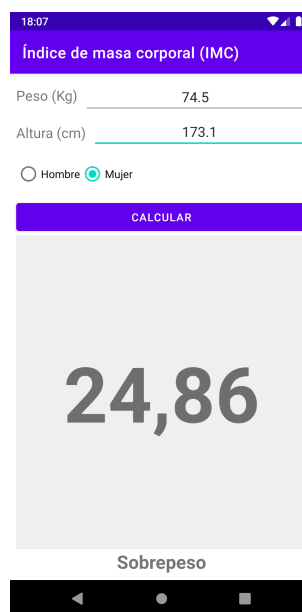 18:07
Índice de masa corporal (IMC)
Peso (Kg) 74.5
Altura (cm) 173.1
Hombre Mujer
CALCULAR
24,86
Sobrepeso